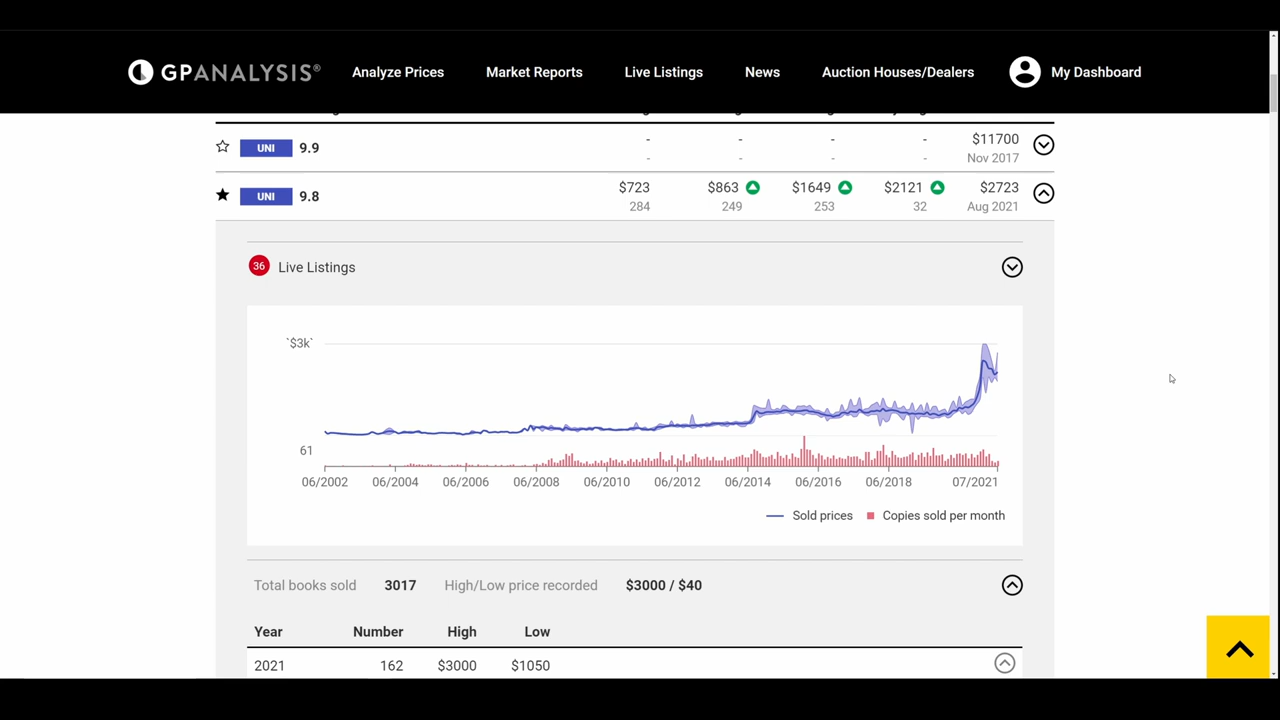 GPANALYSIS® Analyze Prices Market Reports Live Listings News Auction Houses/Dealers My Dashboard
UNI 9.9 - - - - $11700
- - - - Nov 2017
UNI 9.8 $723 $863 $1649 $2121 $2723
284 249 253 32 Aug 2021
36 Live Listings
`$3k`
61
06/2002 06/2004 06/2006 06/2008 06/2010 06/2012 06/2014 06/2016 06/2018 07/2021
Sold prices Copies sold per month
Total books sold 3017 High/Low price recorded $3000 / $40
Year Number High Low
2021 162 $3000 $1050